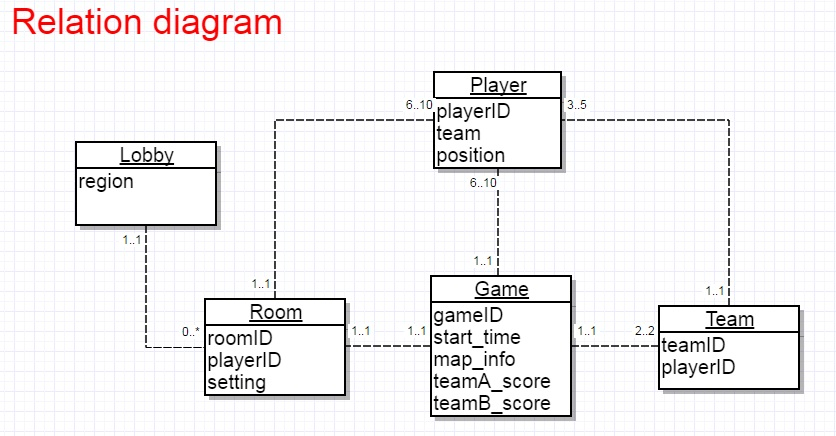 Relation diagram
Player
6..10
3..5
playerID
team
position
6..10
Lobby
region
1..1
1..1
1..1
1..1
Room
0..*
roomID
playerID
setting
1..1
1..1
Game
gameID
start_time
map_info
teamA_score
teamB_score
1..1
2..2
Team
teamID
playerID